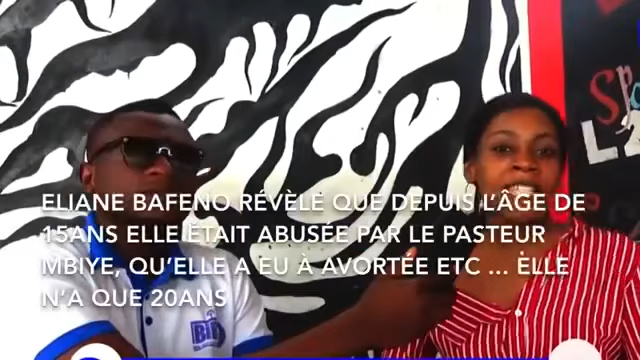 ELIANE BAFENO RÉVÈLE QUE DEPUIS L'ÂGE DE
15ANS ELLE ÉTAIT ABUSÉE PAR LE PASTEUR
MBIYE, QU'ELLE A EU À AVORTÉE ETC ... ELLE
N'A QUE 20ANS